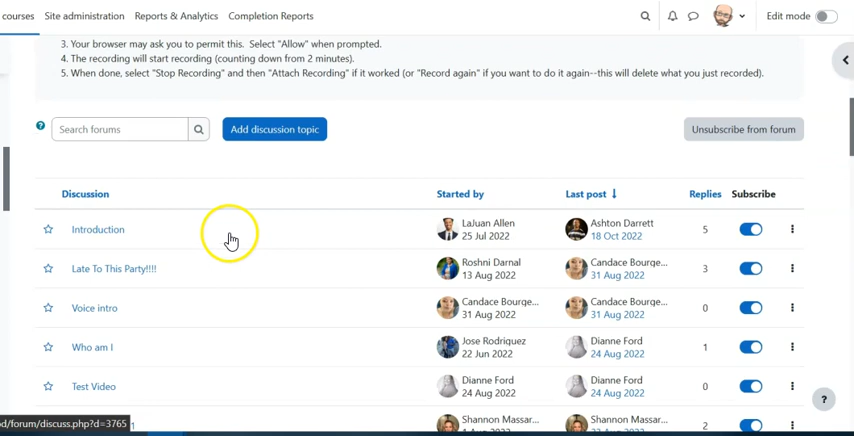 courses Site administration Reports & Analytics Completion Reports Edit mode
3. Your browser may ask you to permit this. Select "Allow" when prompted.
4. The recording will start recording (counting down from 2 minutes).
5. When done, select "Stop Recording" and then "Attach Recording" if it worked (or "Record again" if you want to do it again--this will delete what you just recorded).
? Search forums Add discussion topic Unsubscribe from forum
Discussion Started by Last post ↓ Replies Subscribe
Introduction LaJuan Allen Ashton Darrett 5
25 Jul 2022 18 Oct 2022
Late To This Party!!!! Roshni Darnal Candace Bourge... 3
13 Aug 2022 31 Aug 2022
Voice intro Candace Bourge... Candace Bourge... 0
31 Aug 2022 31 Aug 2022
Who am I Jose Rodriquez Dianne Ford 1
22 Jun 2022 24 Aug 2022
Test Video Dianne Ford Dianne Ford 0
24 Aug 2022 24 Aug 2022
?
od/forum/discuss.php?d=3765 1 Shannon Massar... Shannon Massar... 2